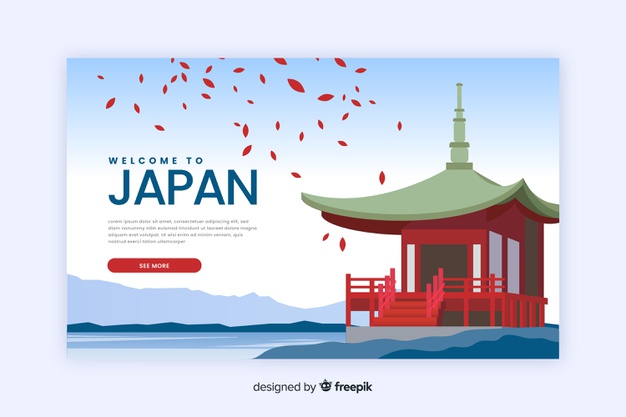 WELCOME TO
JAPAN
lorem ipsum dolor sit amet, consectetuer adipiscing elit,
sed diam nonummy nibh euismod tincidunt ut laoreet
dolore magna aliquam erat volutpat. ut wisi enim ad minim
veniam, quis nostrud exerci tation ullamcorper
SEE MORE
designed by freepik